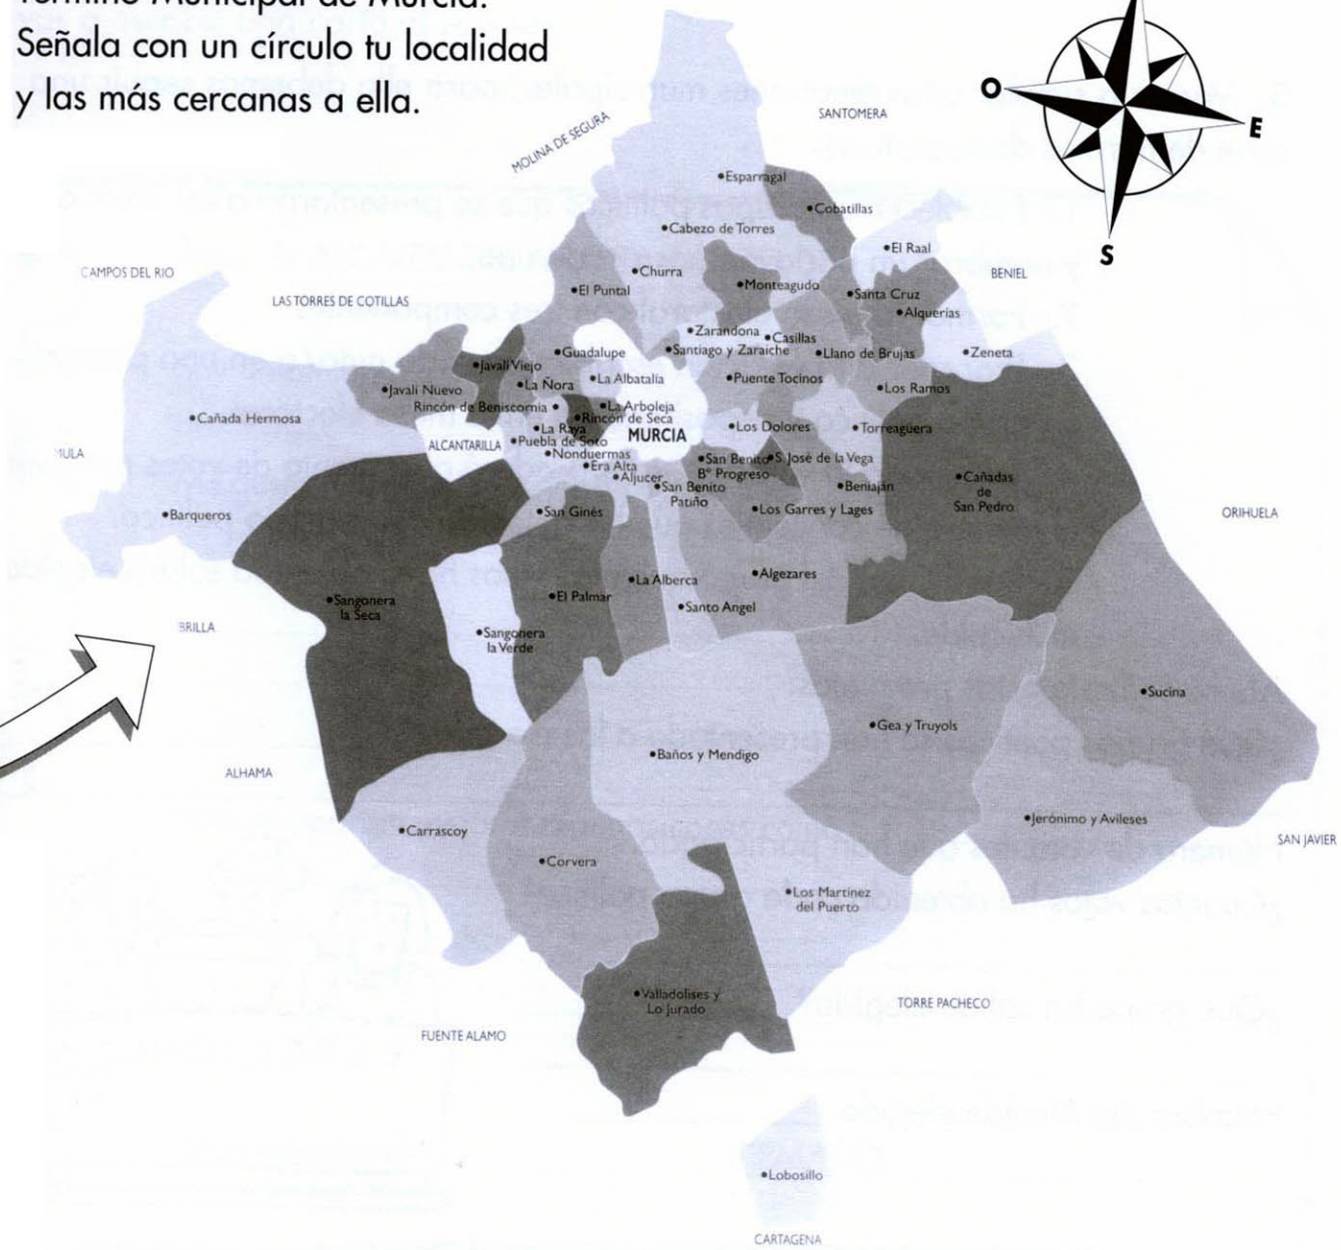 Término Municipal de Murcia.
Señala con un círculo tu localidad
y las más cercanas a ella.
O
E
S
SANTOMERA
MOLINA DE SEGURA
Esparragal
Cobatillas
Cabezo de Torres
El Raal
CAMPOS DEL RIO
Churra
BENIEL
LAS TORRES DE COTILLAS
El Puntal
Monteagudo
Santa Cruz
Alquerías
Zarandona
Casillas
Guadalupe
Santiago y Zaraiche
Llano de Brujas
Zeneta
Javalí Viejo
La Albatalía
Puente Tocinos
Javalí Nuevo
La Ñora
Los Ramos
Rincón de Beniscornia
La Arboleja
Cañada Hermosa
Rincón de Seca
La Raya
MURCIA
Los Dolores
Torreagüera
ALCANTARILLA
Puebla de Soto
MULA
Nonduermas
San Benito
Bº Progreso
S. José de la Vega
Era Alta
Aljucer
San Benito
Patiño
Beniaján
Cañadas
de
San Pedro
Barqueros
San Ginés
Los Garres y Lages
ORIHUELA
Algezares
La Alberca
El Palmar
Sangonera
la Seca
Santo Angel
BRILLA
Sangonera
la Verde
Sucina
Gea y Truyols
Baños y Mendigo
ALHAMA
Jerónimo y Avileses
Carrascoy
SAN JAVIER
Corvera
Los Martínez
del Puerto
Valladolises y
Lo Jurado
TORRE PACHECO
FUENTE ALAMO
Lobosillo
CARTAGENA